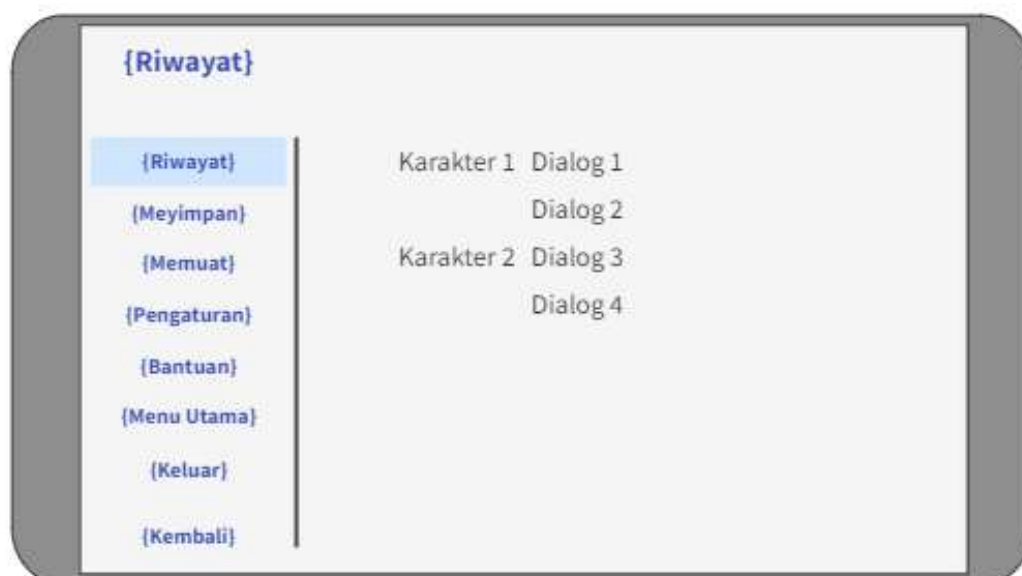 {Riwayat}
{Riwayat}
{Meyimpan}
{Memuat}
{Pengaturan}
{Bantuan}
{Menu Utama}
{Keluar}
{Kembali}
Karakter 1 Dialog 1
Dialog 2
Karakter 2 Dialog 3
Dialog 4